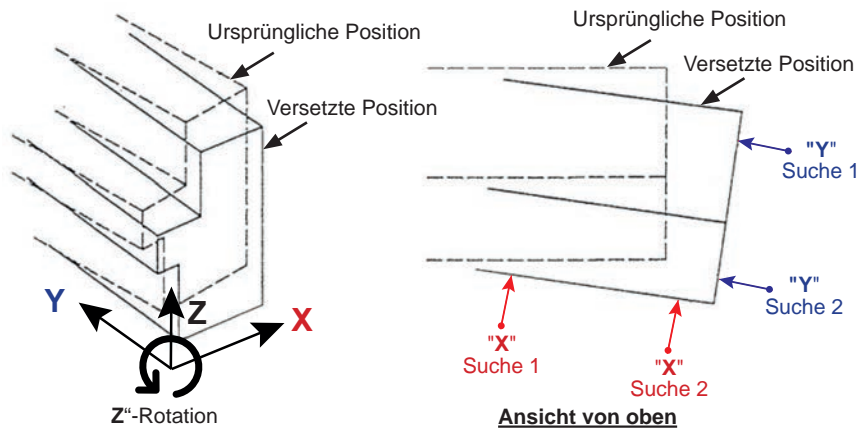 Ursprüngliche Position
Versetzte Position
Y
Z
X
Z“-Rotation
Ursprüngliche Position
Versetzte Position
"Y"
Suche 1
"Y"
Suche 2
"X"
Suche 1
"X"
Suche 2
Ansicht von oben